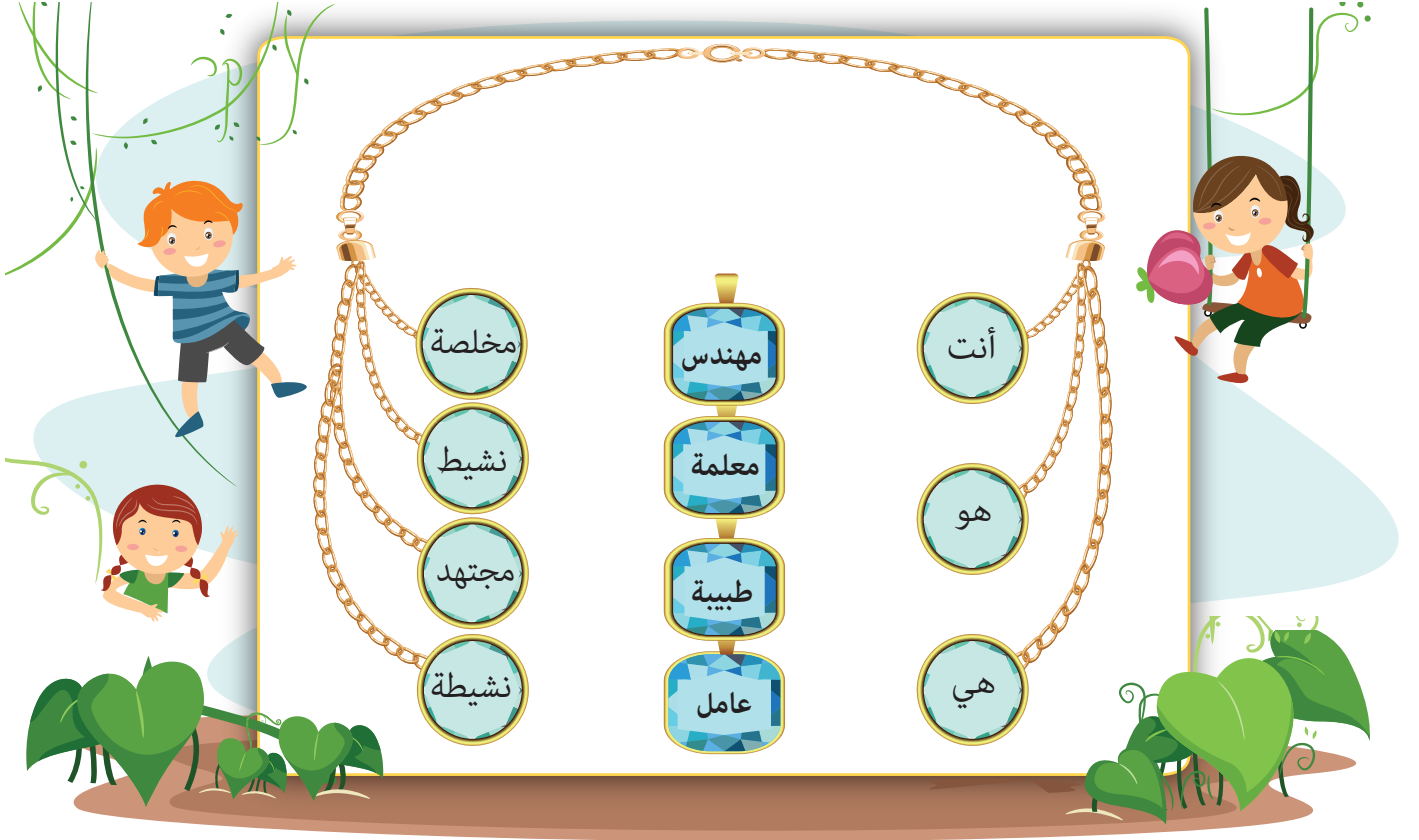 أنت
هو
هي
مهندس
معلمة
طبيبة
عامل
مخلصة
نشيط
مجتهد
نشيطة